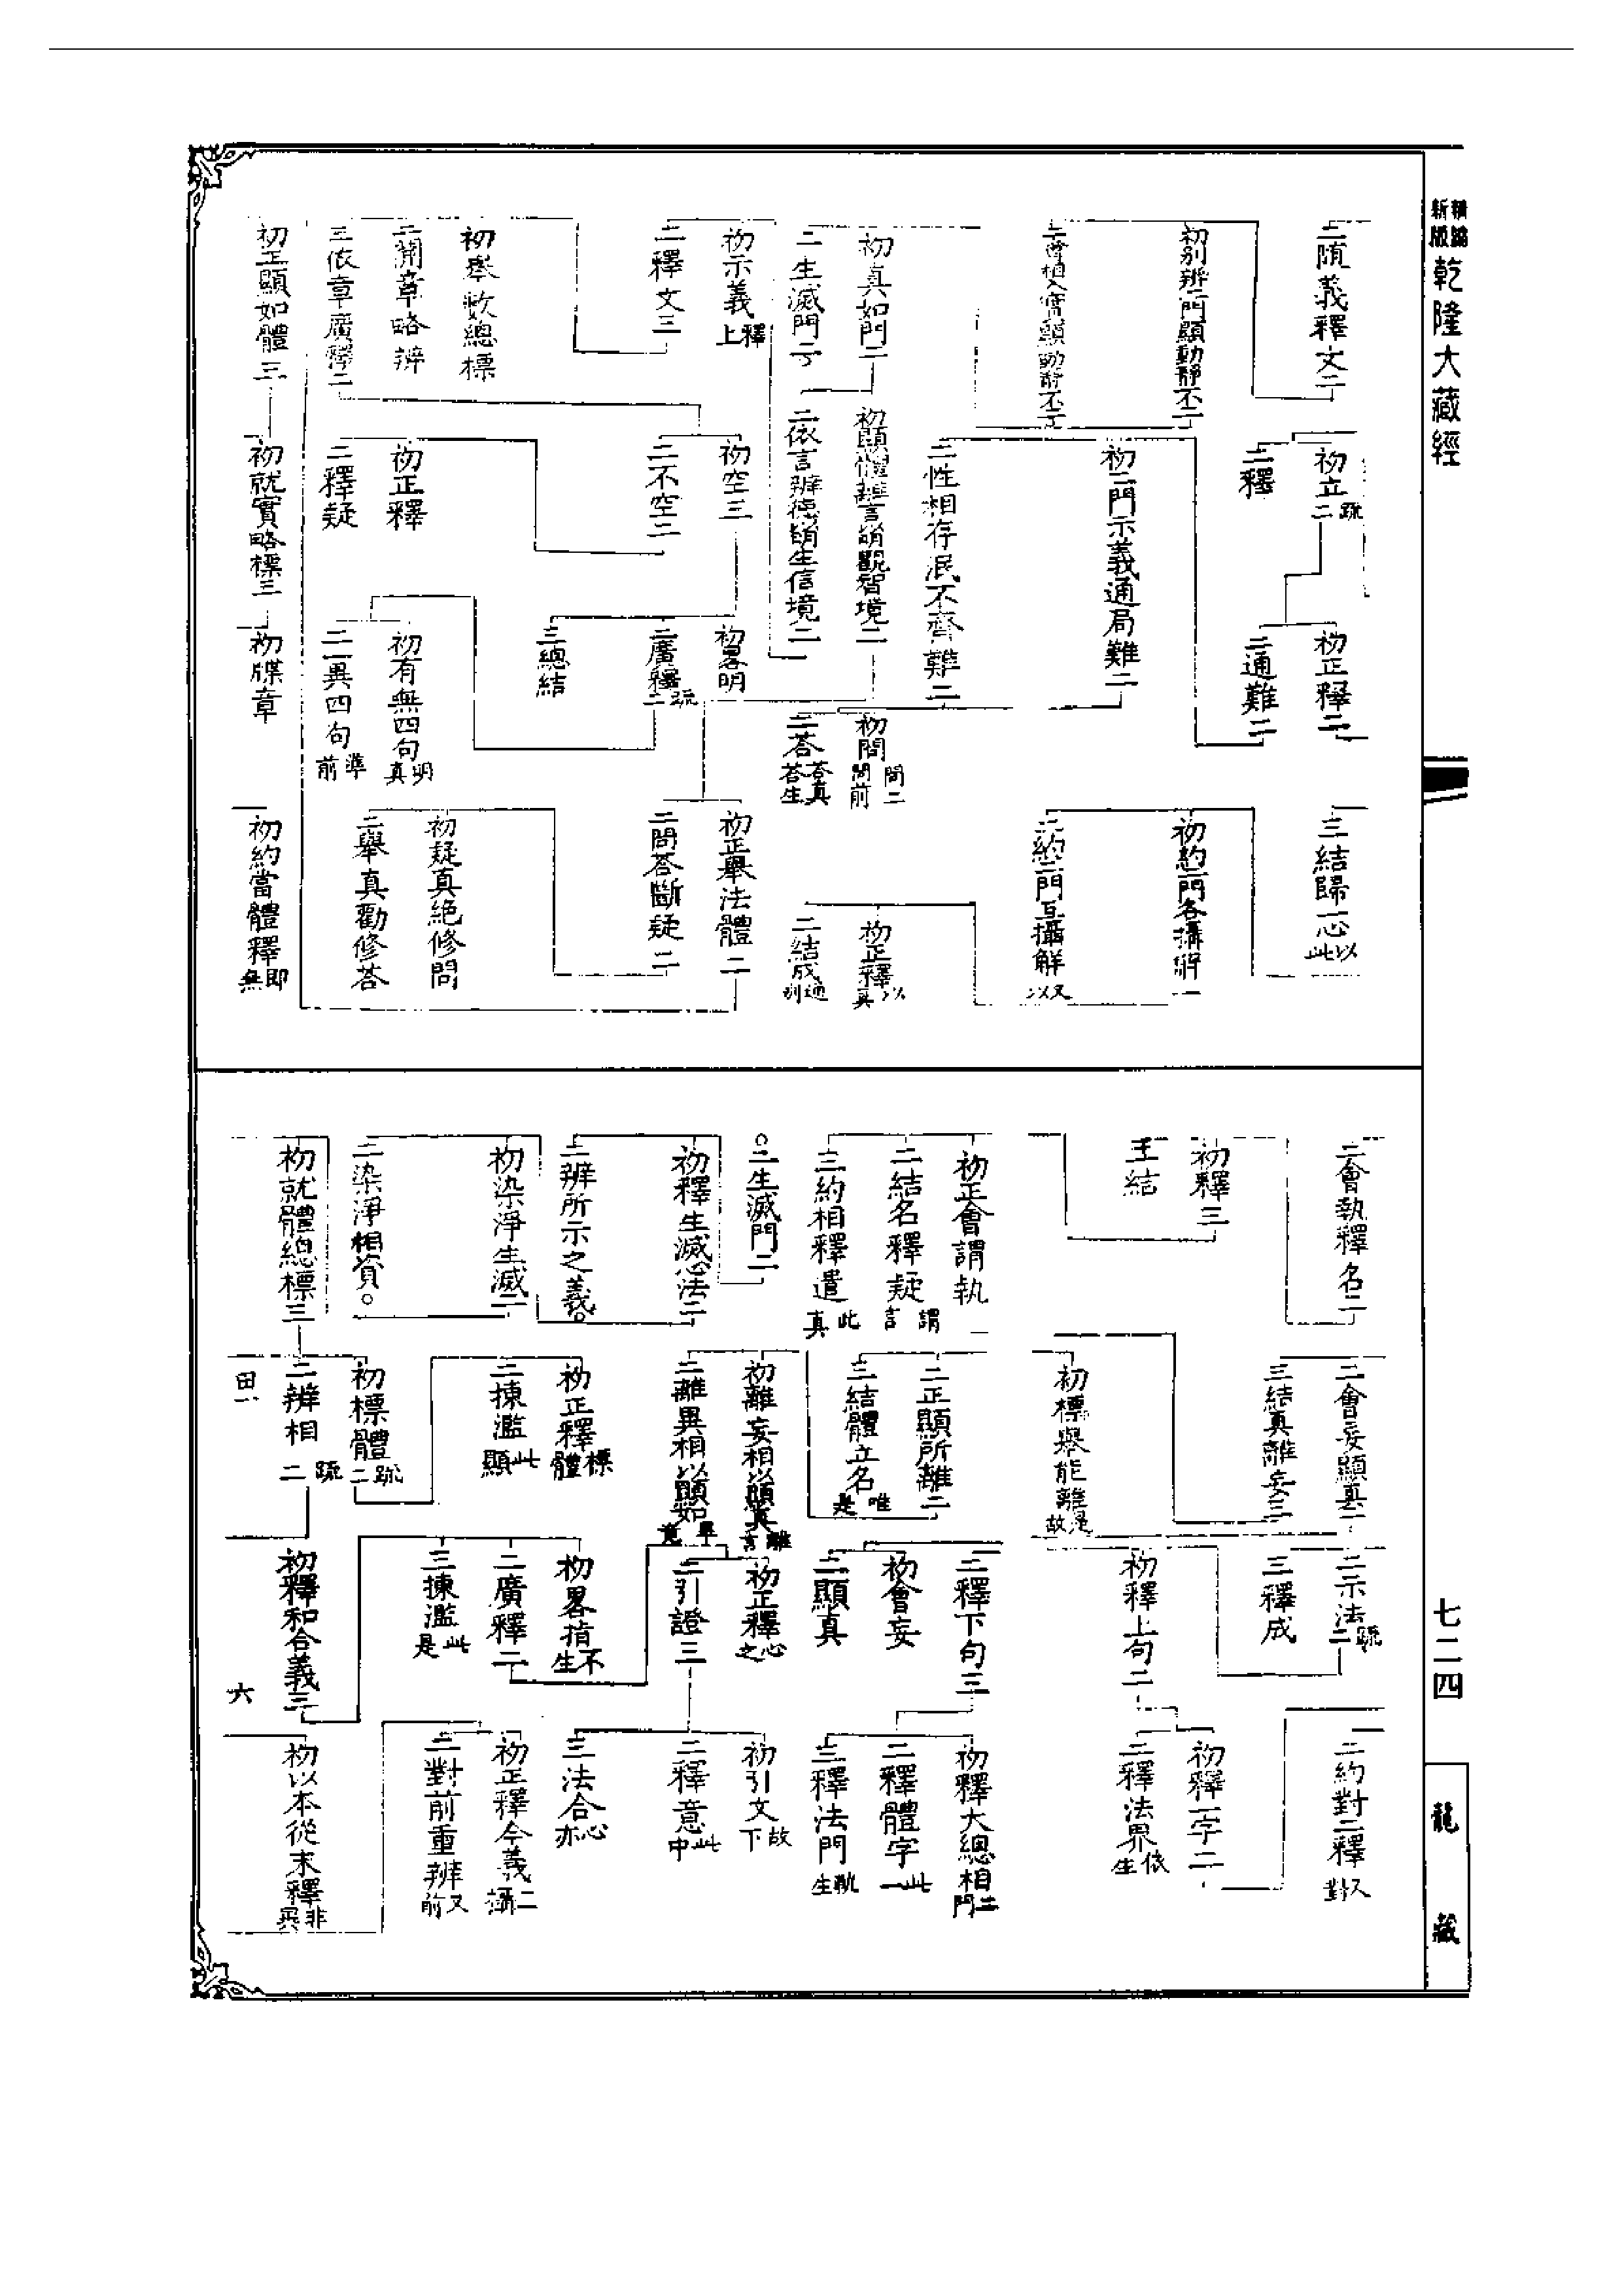 新版
精編
乾隆大藏經
七二四
龍藏
二隨義釋文二
初別辨二門顯動靜不二
初真如門二
二生滅門二
初示義
釋上
二釋文三
初舉數總標
二開章略辨
三依章廣釋二
初正顯如體三
初立
疏二
二釋
初二門示義通局難二
二性相存泯不齊難二
初顯體離言以明觀智境二
二依言辨德以明生信境二
初空三
二不空二
初正釋
二釋疑
初就實略標三
初正釋二
二通難二
初問
問二問前
二答
答真答生
初畧明
二廣釋
疏二
三總結
初有無四句
明真
二一異四句
準前
初牒章
三結歸一心
以此
初約二門各攝解二
二約二門互攝解
又以
初正釋
以真
二結成
通別
初正舉法體二
二問答斷疑二
初疑真絕修問
二舉真勸修答
初約當體釋
即無
二會執釋名二
初釋三
二結
初正會謂執
二結名釋疑
謂言
三約相釋遣
此真
○二生滅門二
初釋生滅心法二
二辨所示之義○
初染淨生滅二
二染淨相資○
初就體總標三
二會妄顯真二
三結真離妄三
初標舉能離
是故
二正顯所離二
三結體立名
唯是
初離妄相以顯真
離言
二離異相以顯如
畢竟
初正釋
標體
二揀濫
此顯
初標體
疏二
二辨相
疏二
田一
二示法
疏二
三釋成
初釋上句二
二釋下句三
初會妄
二顯真
初正釋
心之
二引證三
初畧指
不生
二廣釋二
三揀濫
此是
初釋和合義三
六
二約對二釋
又對
初釋一字二
二釋法界
依生
初釋大總相
二門
二釋體字
此一
三釋法門
軌生
初引文
故下
二釋意
此中
三法合
心亦
初正釋今義
二攝
二對前重辨
又前
初以本從末釋
非異